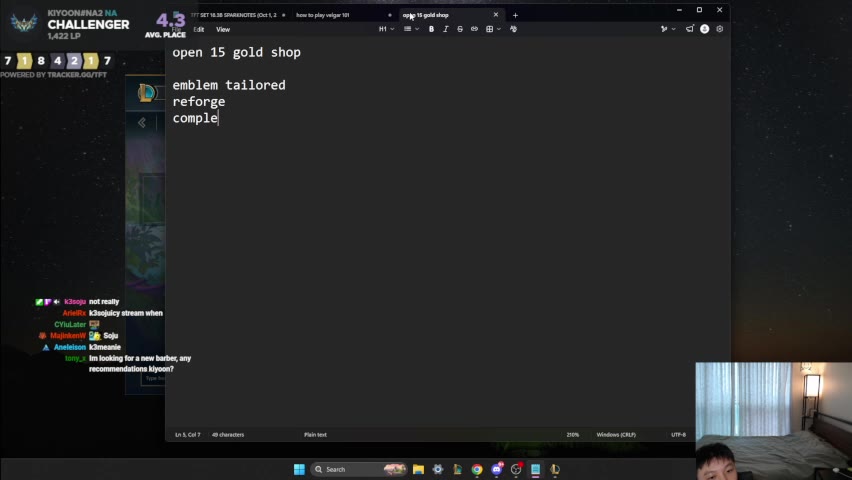 KIYOON#NA2 NA
CHALLENGER
1,422 LP
4.3
AVG. PLACE
7 1 8 4 2 1 7
POWERED BY TRACKER.GG/TFT
TFT SET 16.3B SPARKNOTES (Oct 1, 2
how to play velgar 101
open 15 gold shop
Edit
View
H1
open 15 gold shop
emblem tailored
reforge
comple
k3soju not really
ArielRx k3sojuicy stream when
CYiuLater
MajinkenW Soju
Anelelson k3meanie
tony_x Im looking for a new barber, any
recommendations kiyoon?
Ln 5, Col 7
49 characters
Plain text
210%
Windows (CRLF)
UTF-8
Search